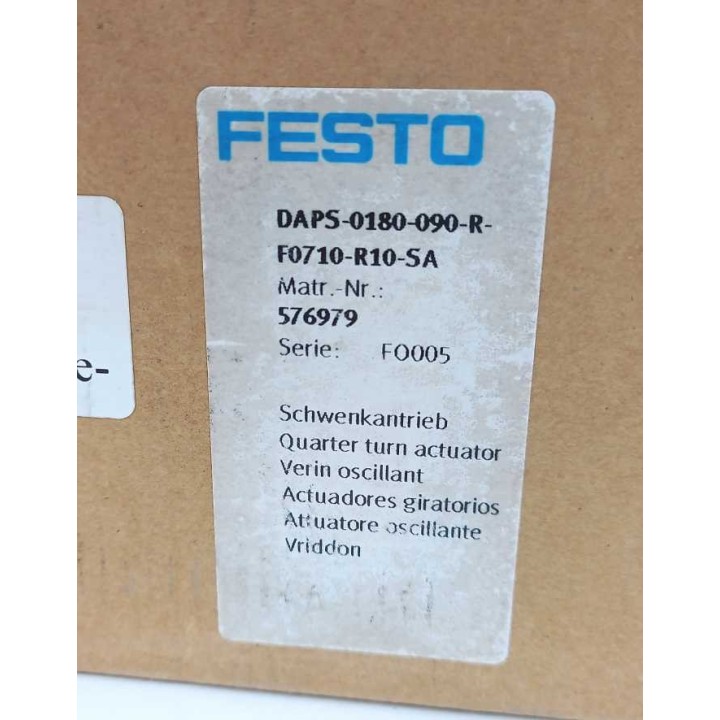 FESTO
DAPS-0180-090-R-
F0710-R10-SA
Matr.-Nr.:
576979
Serie: FO005
e-
Schwenkantrieb
Quarter turn actuator
Verin oscillant
Actuadores giratorios
Attuatore oscillante
Vriddon